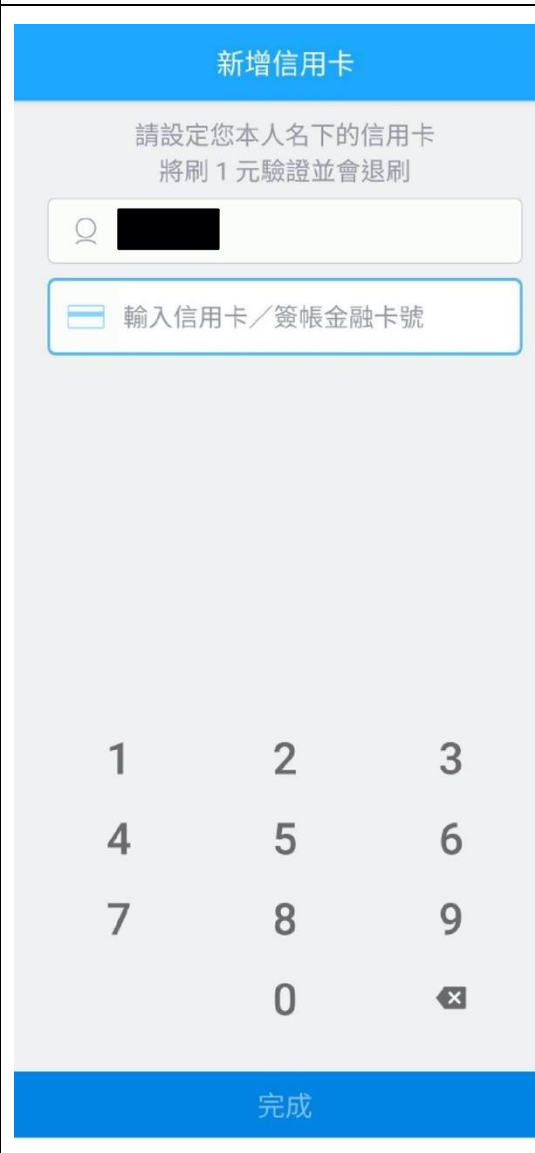 新增信用卡
請設定您本人名下的信用卡
將刷 1 元驗證並會退刷
輸入信用卡／簽帳金融卡號
1 2 3
4 5 6
7 8 9
0
完成